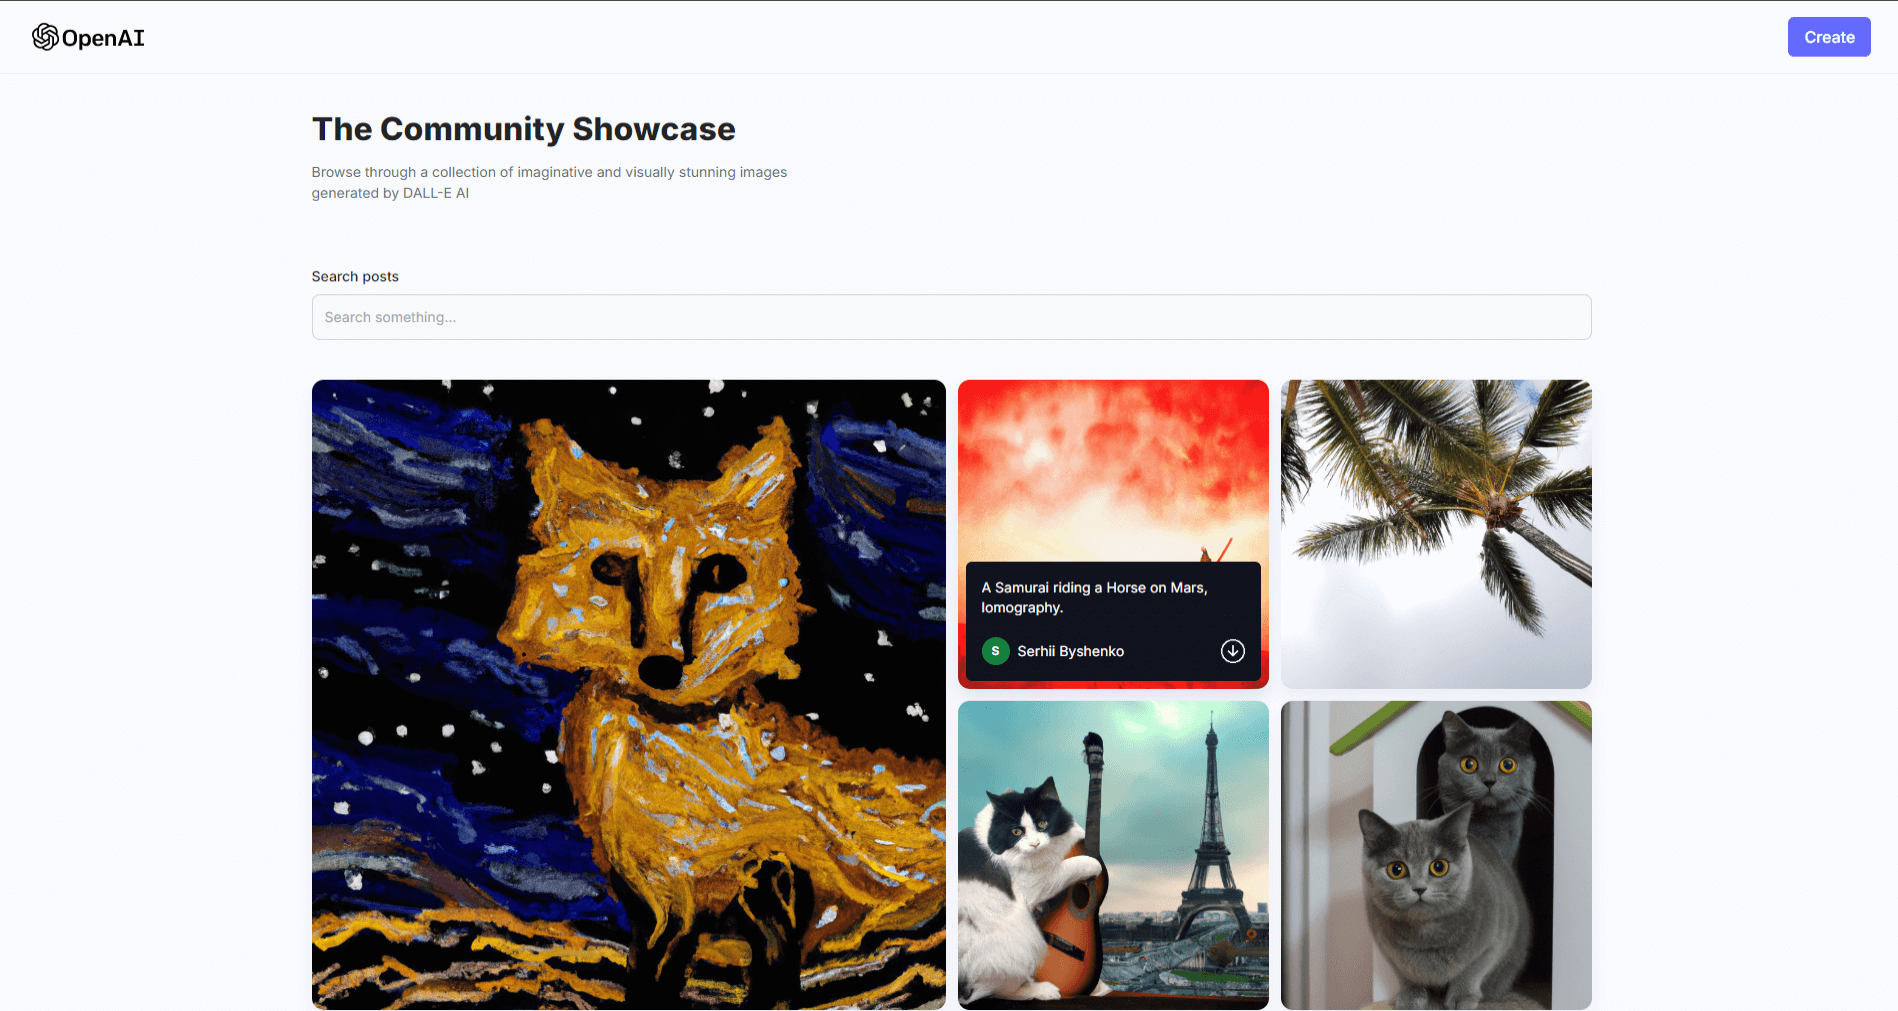 OpenAI
Create
The Community Showcase
Browse through a collection of imaginative and visually stunning images
generated by DALL-E AI
Search posts
Search something...
A Samurai riding a Horse on Mars,
lomography.
S
Serhii Byshenko